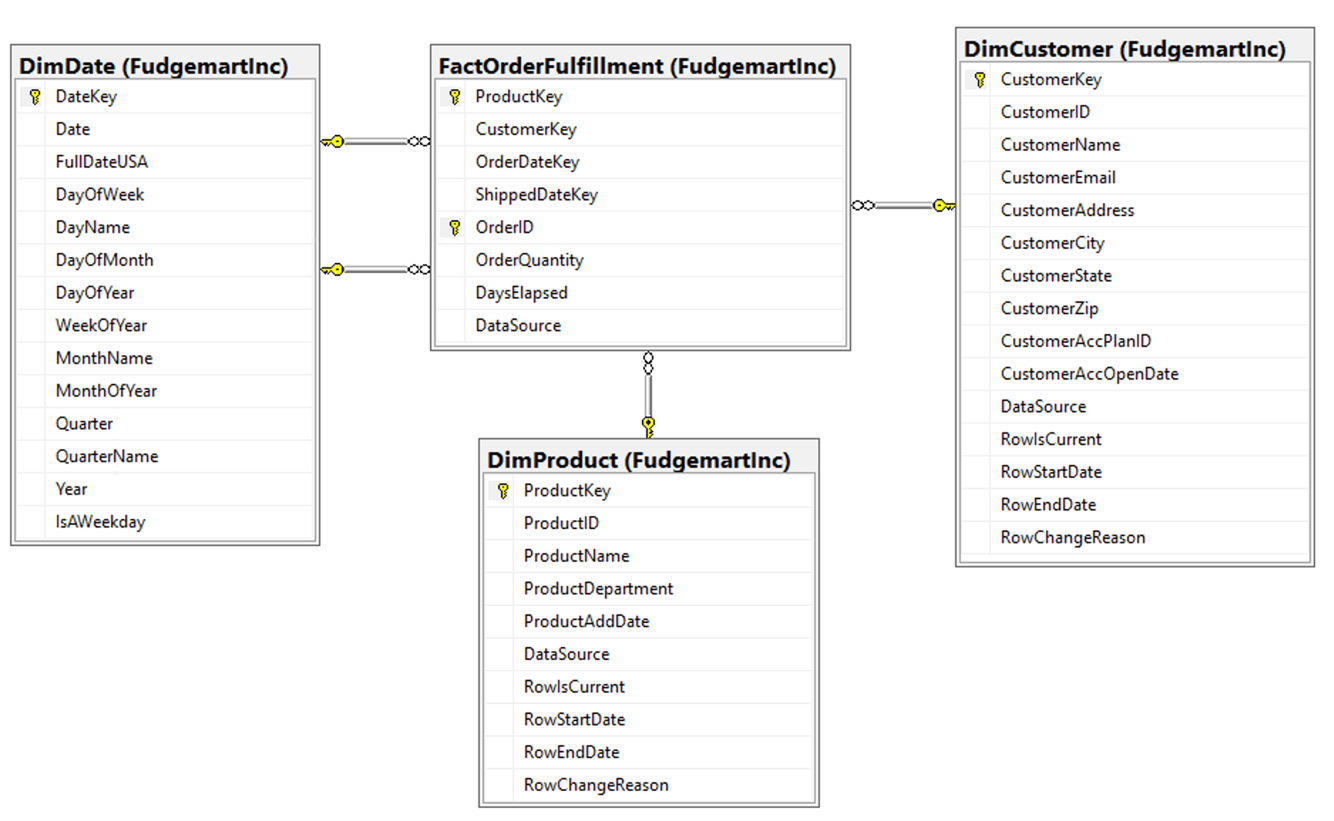 DimDate (FudgemartInc)
DateKey
Date
FullDateUSA
DayOfWeek
DayName
DayOfMonth
DayOfYear
WeekOfYear
MonthName
MonthOfYear
Quarter
QuarterName
Year
IsAWeekday
FactOrderFulfillment (FudgemartInc)
ProductKey
CustomerKey
OrderDateKey
ShippedDateKey
OrderID
OrderQuantity
DaysElapsed
DataSource
DimProduct (FudgemartInc)
ProductKey
ProductID
ProductName
ProductDepartment
ProductAddDate
DataSource
RowIsCurrent
RowStartDate
RowEndDate
RowChangeReason
DimCustomer (FudgemartInc)
CustomerKey
CustomerID
CustomerName
CustomerEmail
CustomerAddress
CustomerCity
CustomerState
CustomerZip
CustomerAccPlanID
CustomerAccOpenDate
DataSource
RowIsCurrent
RowStartDate
RowEndDate
RowChangeReason